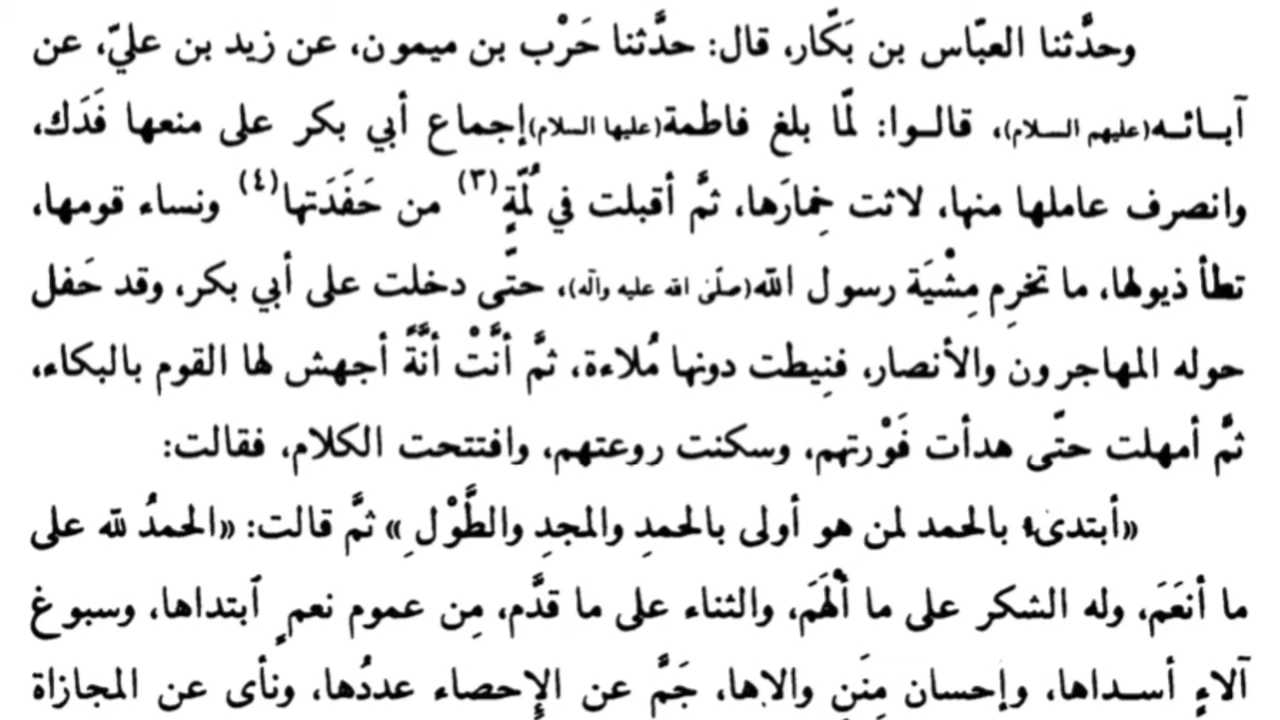 وحدَّثنا العبّاس بن بَكّار، قال: حدَّثنا حَرْب بن ميمون، عن زيد بن عليّ، عن
آبـائـه(عليهم السـلام)، قالـوا: لمّا بلغ فاطمة(عليها السلام)إجماع أبي بكر على منعها فَدَك،
وانصرف عاملها منها، لاثت خِمارَها، ثمَّ أقبلت في لُمّةٍ(٣) من حَفَدَتها(٤) ونساء قومها،
تطأ ذيولها، ما تخرِم مِشْيَة رسول الله(صلّى الله عليه وآله)، حتّى دخلت على أبي بكر، وقد حَفل
حوله المهاجرون والأنصار، فنِيطت دونها مُلاءة، ثمَّ أنَّتْ أنَّةً أجهش لها القوم بالبكاء،
ثمَّ أمهلت حتّى هدأت فَوْرتهم، وسكنت روعتهم، وافتتحت الكلام، فقالت:
«أبتدىء بالحمد لمن هو أولى بالحمدِ والمجدِ والطَّوْلِ» ثمَّ قالت: «الحمدُ لله على
ما أنعَمَ، وله الشكر على ما ألْهَمَ، والثناء على ما قدَّم، مِن عموم نعمٍ ٱبتداها، وسبوغ
آلاءٍ أسـداها، وإحسان مِنَنٍ والاها، جَمَّ عن الإحصاء عددُها، ونأى عن المجازاة